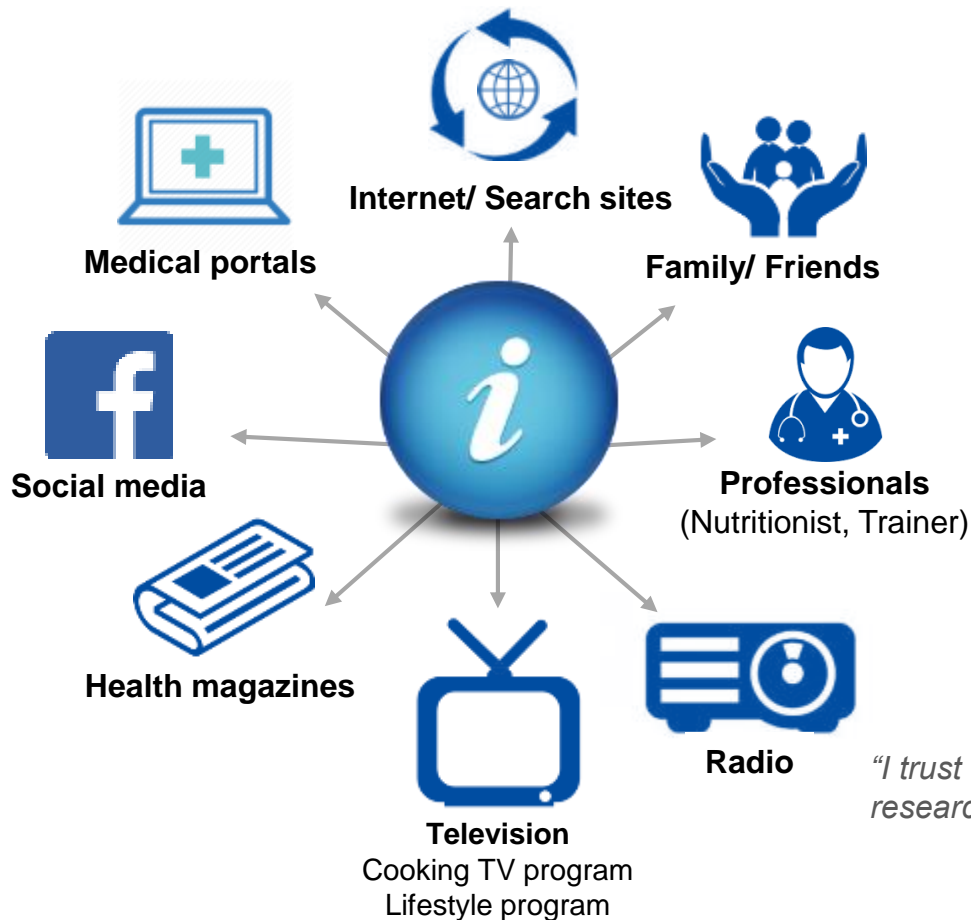 Internet/ Search sites
Medical portals
Family/ Friends
i
f
Social media
Professionals
(Nutritionist, Trainer)
Health magazines
Radio
“I trust
researc
Television
Cooking TV program
Lifestyle program